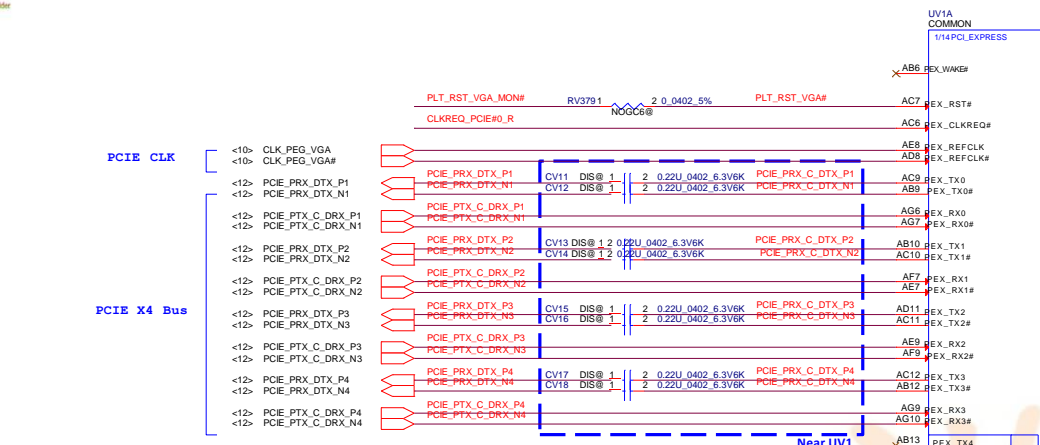 UV1A
COMMON
1/14 PCI_EXPRESS
AB6 PEX_WAKE#
PLT_RST_VGA_MON# RV379 1 2 0_0402_5% PLT_RST_VGA# AC7 PEX_RST#
NOGC6@
CLKREQ_PCIE#0_R AC6 PEX_CLKREQ#
PCIE CLK
<10> CLK_PEG_VGA AE8 PEX_REFCLK
<10> CLK_PEG_VGA# AD8 PEX_REFCLK#
<12> PCIE_PRX_DTX_P1 PCIE_PRX_DTX_P1 CV11 DIS@ 1 2 0.22U_0402_6.3V6K PCIE_PRX_C_DTX_P1 AC9 PEX_TX0
<12> PCIE_PRX_DTX_N1 PCIE_PRX_DTX_N1 CV12 DIS@ 1 2 0.22U_0402_6.3V6K PCIE_PRX_C_DTX_N1 AB9 PEX_TX0#
<12> PCIE_PTX_C_DRX_P1 PCIE_PTX_C_DRX_P1 AG6 PEX_RX0
<12> PCIE_PTX_C_DRX_N1 PCIE_PTX_C_DRX_N1 AG7 PEX_RX0#
<12> PCIE_PRX_DTX_P2 PCIE_PRX_DTX_P2 CV13 DIS@ 1 2 0.22U_0402_6.3V6K PCIE_PRX_C_DTX_P2 AB10 PEX_TX1
<12> PCIE_PRX_DTX_N2 PCIE_PRX_DTX_N2 CV14 DIS@ 1 2 0.22U_0402_6.3V6K PCIE_PRX_C_DTX_N2 AC10 PEX_TX1#
<12> PCIE_PTX_C_DRX_P2 PCIE_PTX_C_DRX_P2 AF7 PEX_RX1
<12> PCIE_PTX_C_DRX_N2 PCIE_PTX_C_DRX_N2 AE7 PEX_RX1#
PCIE X4 Bus
<12> PCIE_PRX_DTX_P3 PCIE_PRX_DTX_P3 CV15 DIS@ 1 2 0.22U_0402_6.3V6K PCIE_PRX_C_DTX_P3 AD11 PEX_TX2
<12> PCIE_PRX_DTX_N3 PCIE_PRX_DTX_N3 CV16 DIS@ 1 2 0.22U_0402_6.3V6K PCIE_PRX_C_DTX_N3 AC11 PEX_TX2#
<12> PCIE_PTX_C_DRX_P3 PCIE_PTX_C_DRX_P3 AE9 PEX_RX2
<12> PCIE_PTX_C_DRX_N3 PCIE_PTX_C_DRX_N3 AF9 PEX_RX2#
<12> PCIE_PRX_DTX_P4 PCIE_PRX_DTX_P4 CV17 DIS@ 1 2 0.22U_0402_6.3V6K PCIE_PRX_C_DTX_P4 AC12 PEX_TX3
<12> PCIE_PRX_DTX_N4 PCIE_PRX_DTX_N4 CV18 DIS@ 1 2 0.22U_0402_6.3V6K PCIE_PRX_C_DTX_N4 AB12 PEX_TX3#
<12> PCIE_PTX_C_DRX_P4 PCIE_PTX_C_DRX_P4 AG9 PEX_RX3
<12> PCIE_PTX_C_DRX_N4 PCIE_PTX_C_DRX_N4 AG10 PEX_RX3#
Near UV1
AB13 PEX_TX4